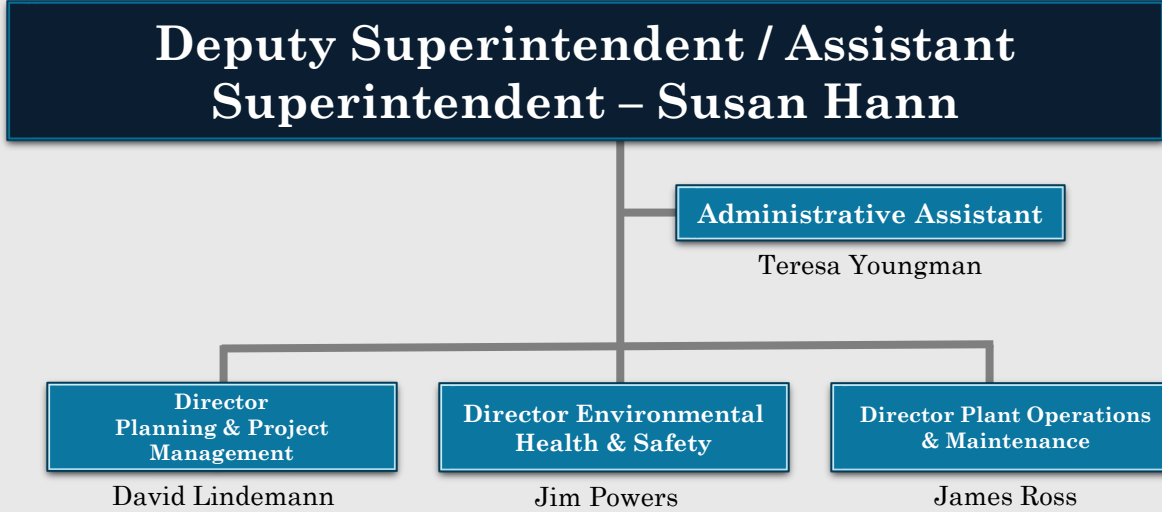 Deputy Superintendent / Assistant
Superintendent – Susan Hann
Administrative Assistant
Teresa Youngman
Director
Planning & Project
Management
David Lindemann
Director Environmental
Health & Safety
Jim Powers
Director Plant Operations
& Maintenance
James Ross